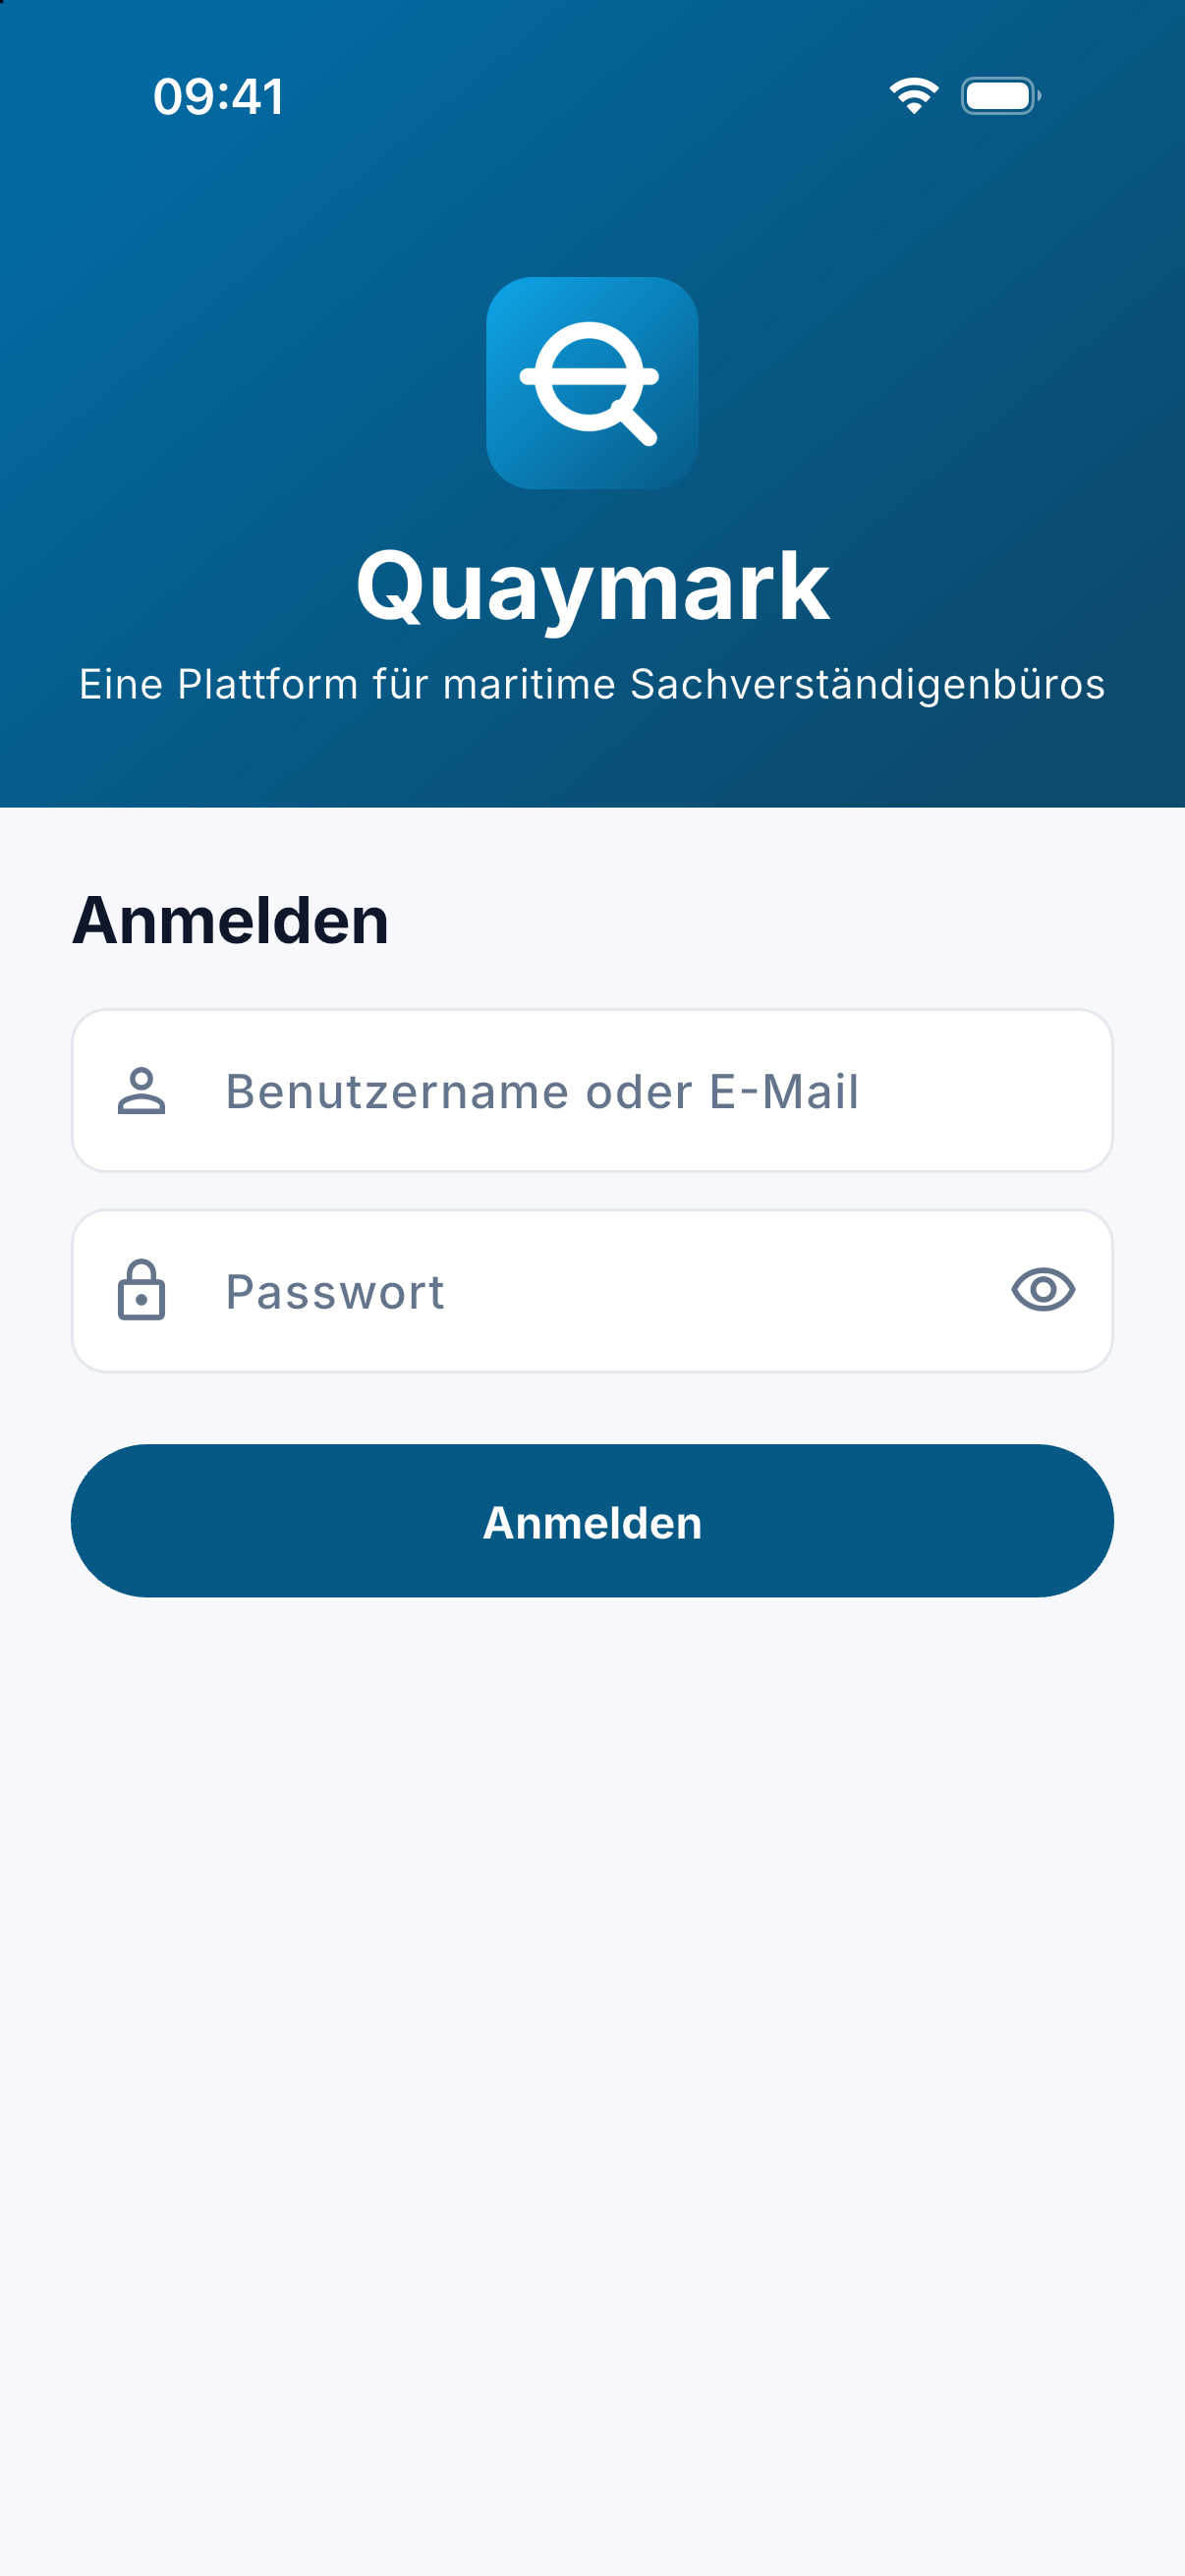 09:41
Quaymark
Eine Plattform für maritime Sachverständigenbüros
Anmelden
Benutzername oder E-Mail
Passwort
Anmelden